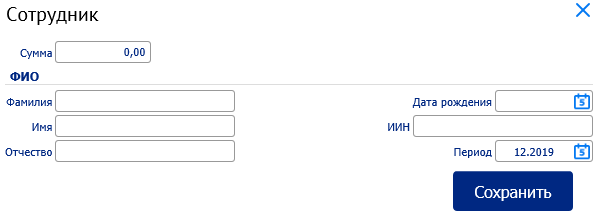 Сотрудник
Сумма 0,00
ФИО
Фамилия Дата рождения
Имя ИИН
Отчество Период 12.2019
Сохранить